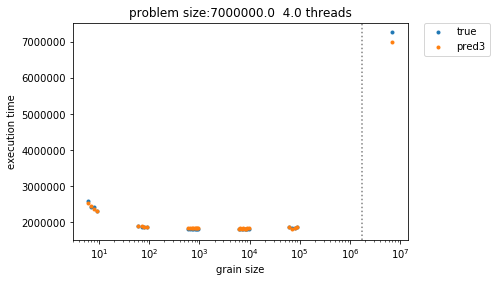 problem size:7000000.0  4.0 threads
true
pred3
execution time
7000000
6000000
5000000
4000000
3000000
2000000
10^1 10^2 10^3 10^4 10^5 10^6 10^7
grain size